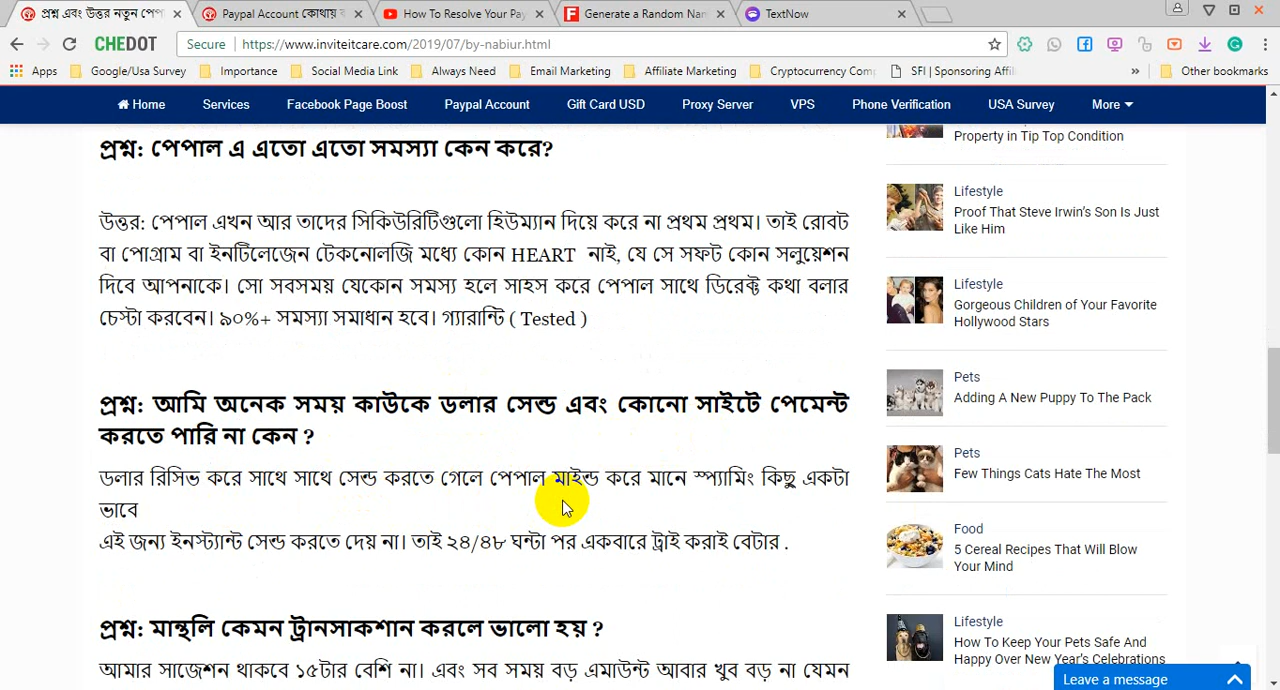 প্রশ্ন এবং উত্তর নতুন পেপ
Paypal Account কোথায় ব
How To Resolve Your Pay
Generate a Random Nam
TextNow
CHEDOT
Secure
https://www.inviteitcare.com/2019/07/by-nabiur.html
Apps
Google/Usa Survey
Importance
Social Media Link
Always Need
Email Marketing
Affiliate Marketing
Cryptocurrency Com
SFI | Sponsoring Affil
»
Other bookmarks
Home
Services
Facebook Page Boost
Paypal Account
Gift Card USD
Proxy Server
VPS
Phone Verification
USA Survey
More
প্রশ্ন: পেপাল এ এতো এতো সমস্যা কেন করে?
উত্তর: পেপাল এখন আর তাদের সিকিউরিটিগুলো হিউম্যান দিয়ে করে না প্রথম প্রথম। তাই রোবট
বা পোগ্রাম বা ইনটিলেজেন টেকনোলজি মধ্যে কোন HEART নাই, যে সে সফট কোন সলুয়েশন
দিবে আপনাকে। সো সবসময় যেকোন সমস্য হলে সাহস করে পেপাল সাথে ডিরেক্ট কথা বলার
চেস্টা করবেন। ৯০%+ সমস্যা সমাধান হবে। গ্যারান্টি ( Tested )
প্রশ্ন: আমি অনেক সময় কাউকে ডলার সেন্ড এবং কোনো সাইটে পেমেন্ট
করতে পারি না কেন ?
ডলার রিসিভ করে সাথে সাথে সেন্ড করতে গেলে পেপাল মাইন্ড করে মানে স্প্যামিং কিছু একটা
ভাবে
এই জন্য ইনস্ট্যান্ট সেন্ড করতে দেয় না। তাই ২৪/৪৮ ঘন্টা পর একবারে ট্রাই করাই বেটার .
প্রশ্ন: মান্থলি কেমন ট্রানসাকশান করলে ভালো হয় ?
আমার সাজেশন থাকবে ১৫টার বেশি না। এবং সব সময় বড় এমাউন্ট আবার খুব বড় না যেমন
Property in Tip Top Condition
Lifestyle
Proof That Steve Irwin's Son Is Just
Like Him
Lifestyle
Gorgeous Children of Your Favorite
Hollywood Stars
Pets
Adding A New Puppy To The Pack
Pets
Few Things Cats Hate The Most
Food
5 Cereal Recipes That Will Blow
Your Mind
Lifestyle
How To Keep Your Pets Safe And
Happy Over New Year's Celebrations
Leave a message